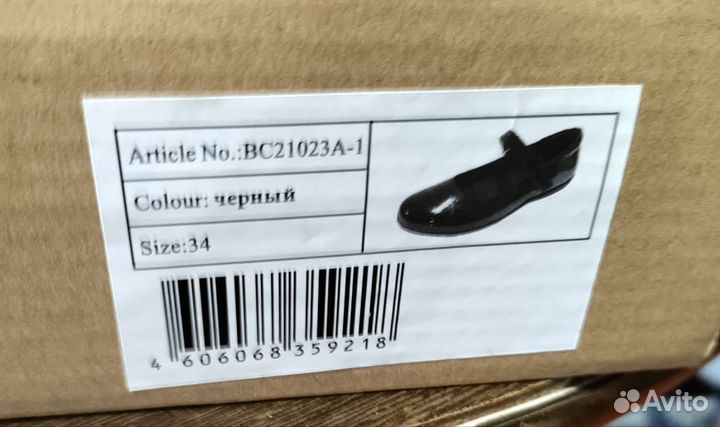 Article No.:BC21023A-1
Colour: черный
Size:34
4 606068 359218
Avito